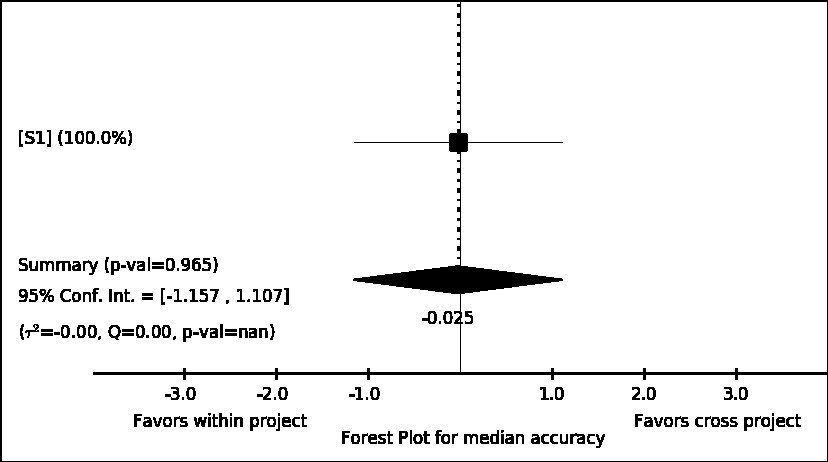 [S1] (100.0%)
Summary (p-val=0.965)
95% Conf. Int. = [-1.157 , 1.107]
-0.025
(τ²=-0.00, Q=0.00, p-val=nan)
-3.0 -2.0 -1.0 1.0 2.0 3.0
Favors within project Favors cross project
Forest Plot for median accuracy